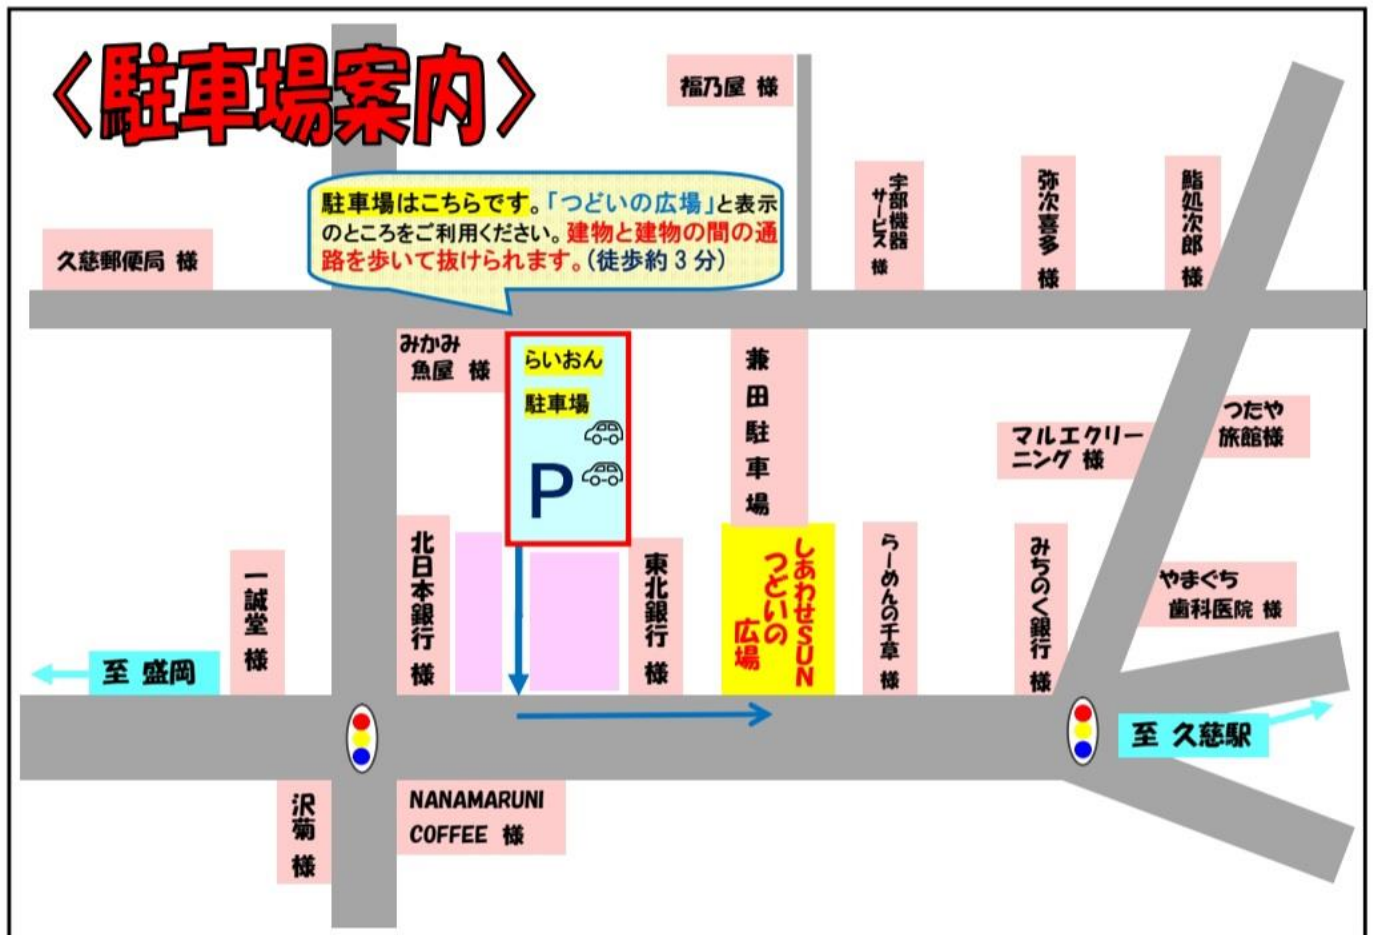 〈駐車場案内〉
福乃屋 様
駐車場はこちらです。「つどいの広場」と表示
のところをご利用ください。建物と建物の間の通
路を歩いて抜けられます。(徒歩約3分)
久慈郵便局 様
宇部機器
サービス
様
弥次喜多 様
鮨処次郎 様
みかみ
魚屋 様
らいおん
駐車場
P
兼田駐車場
マルエクリー
ニング 様
つたや
旅館様
一誠堂 様
北日本銀行 様
東北銀行 様
しあわせSUN
つどいの
広場
らーめんの千草 様
みちのく銀行 様
やまぐち
歯科医院 様
至 盛岡
至 久慈駅
沢菊 様
NANAMARUNI
COFFEE 様